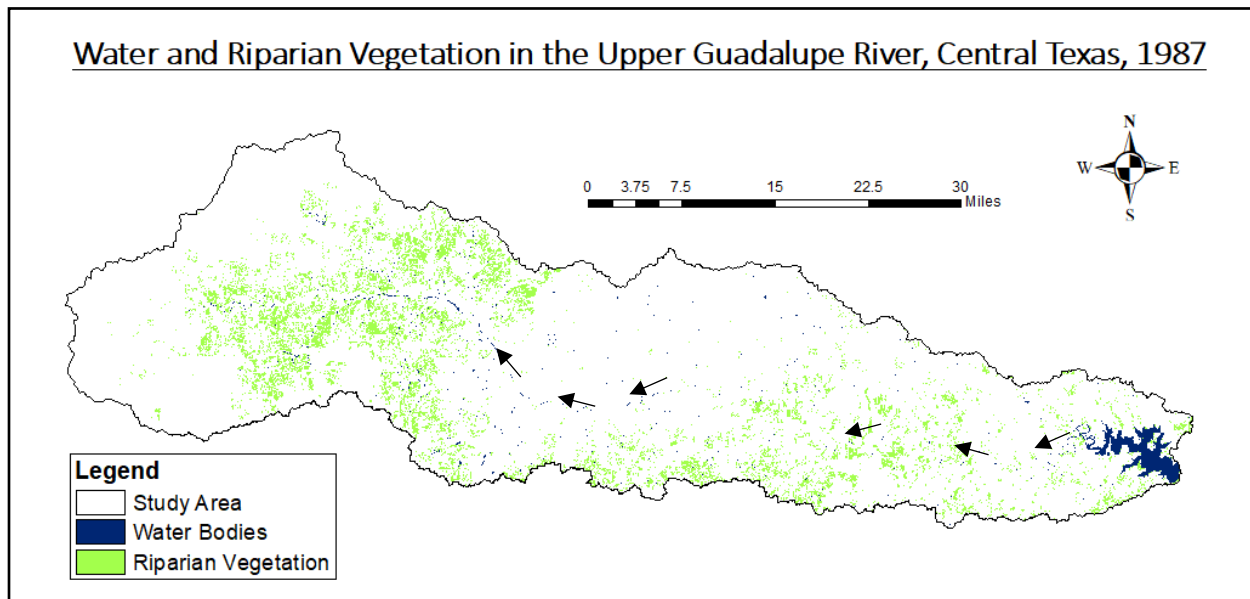 Water and Riparian Vegetation in the Upper Guadalupe River, Central Texas, 1987
N
W E
S
0 3.75 7.5 15 22.5 30
Miles
Legend
Study Area
Water Bodies
Riparian Vegetation